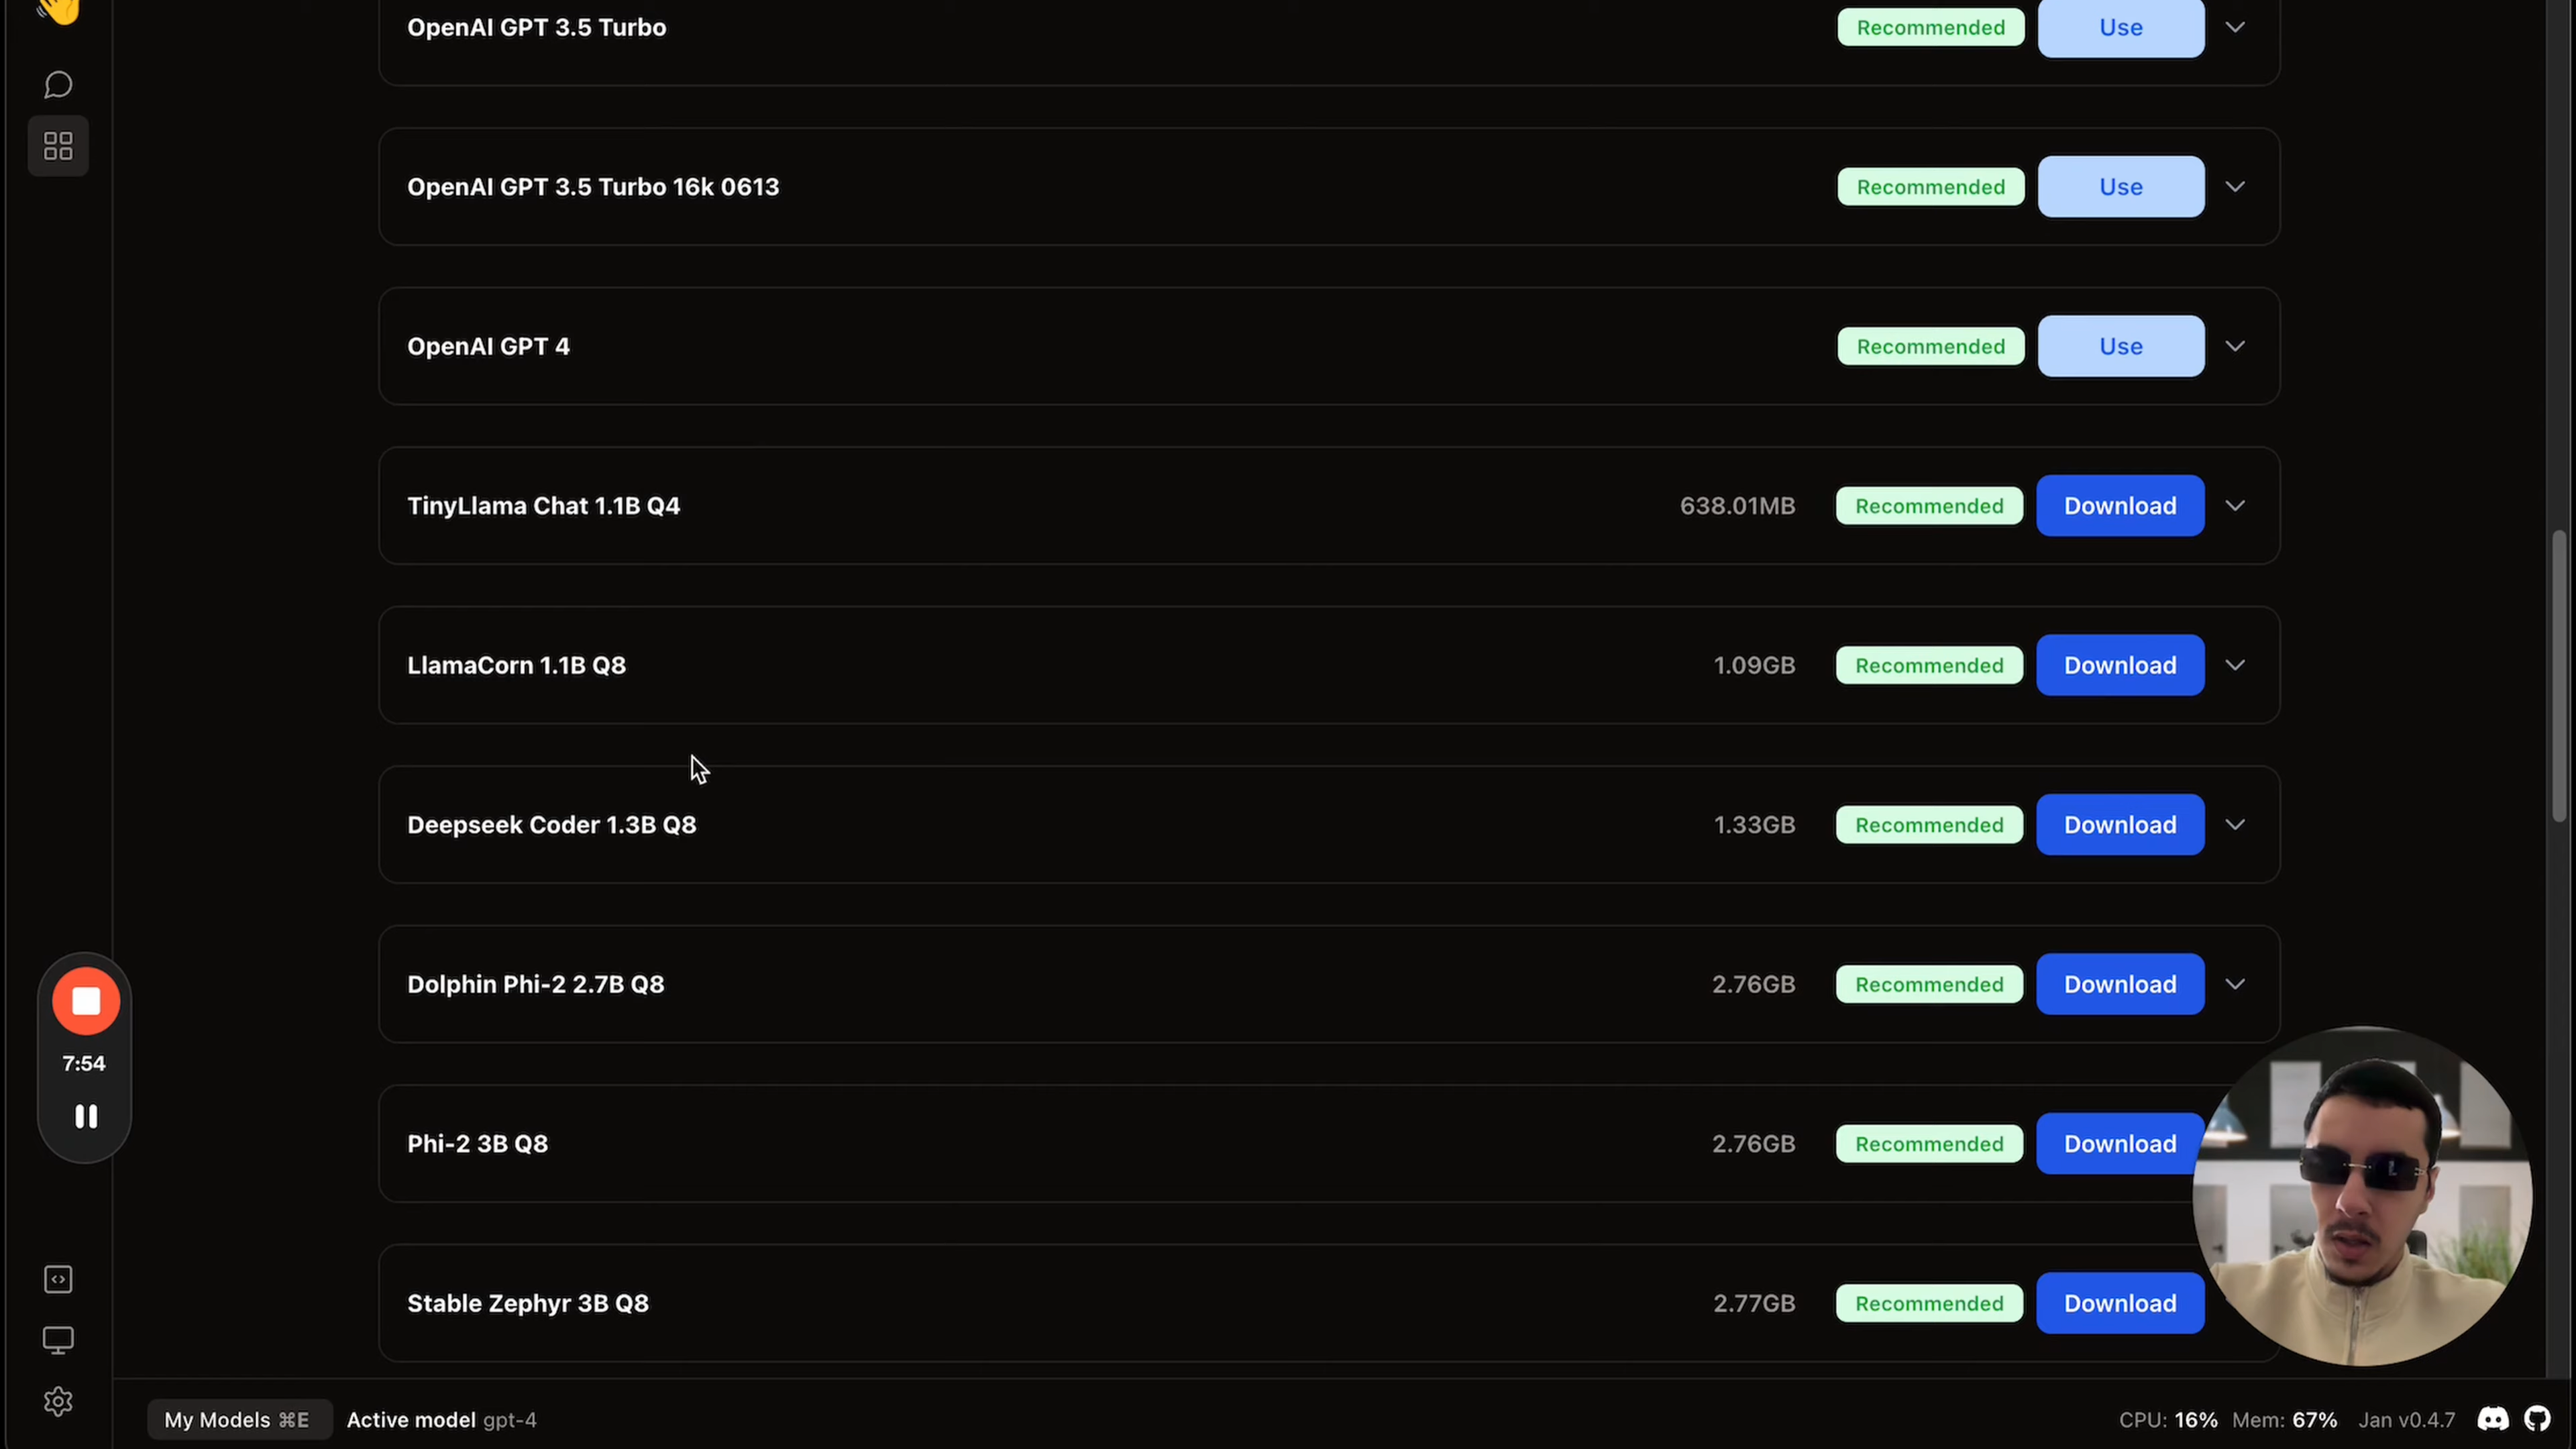 OpenAI GPT 3.5 Turbo Recommended Use
OpenAI GPT 3.5 Turbo 16k 0613 Recommended Use
OpenAI GPT 4 Recommended Use
TinyLlama Chat 1.1B Q4 638.01MB Recommended Download
LlamaCorn 1.1B Q8 1.09GB Recommended Download
Deepseek Coder 1.3B Q8 1.33GB Recommended Download
Dolphin Phi-2 2.7B Q8 2.76GB Recommended Download
7:54
Phi-2 3B Q8 2.76GB Recommended Download
Stable Zephyr 3B Q8 2.77GB Recommended Download
My Models ⌘E Active model gpt-4 CPU: 16% Mem: 67% Jan v0.4.7